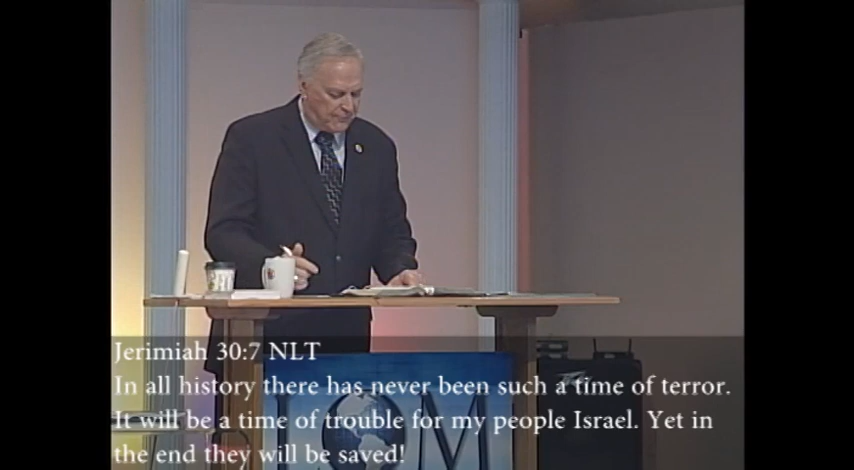 Jerimiah 30:7 NLT
In all history there has never been such a time of terror.
It will be a time of trouble for my people Israel. Yet in
the end they will be saved!